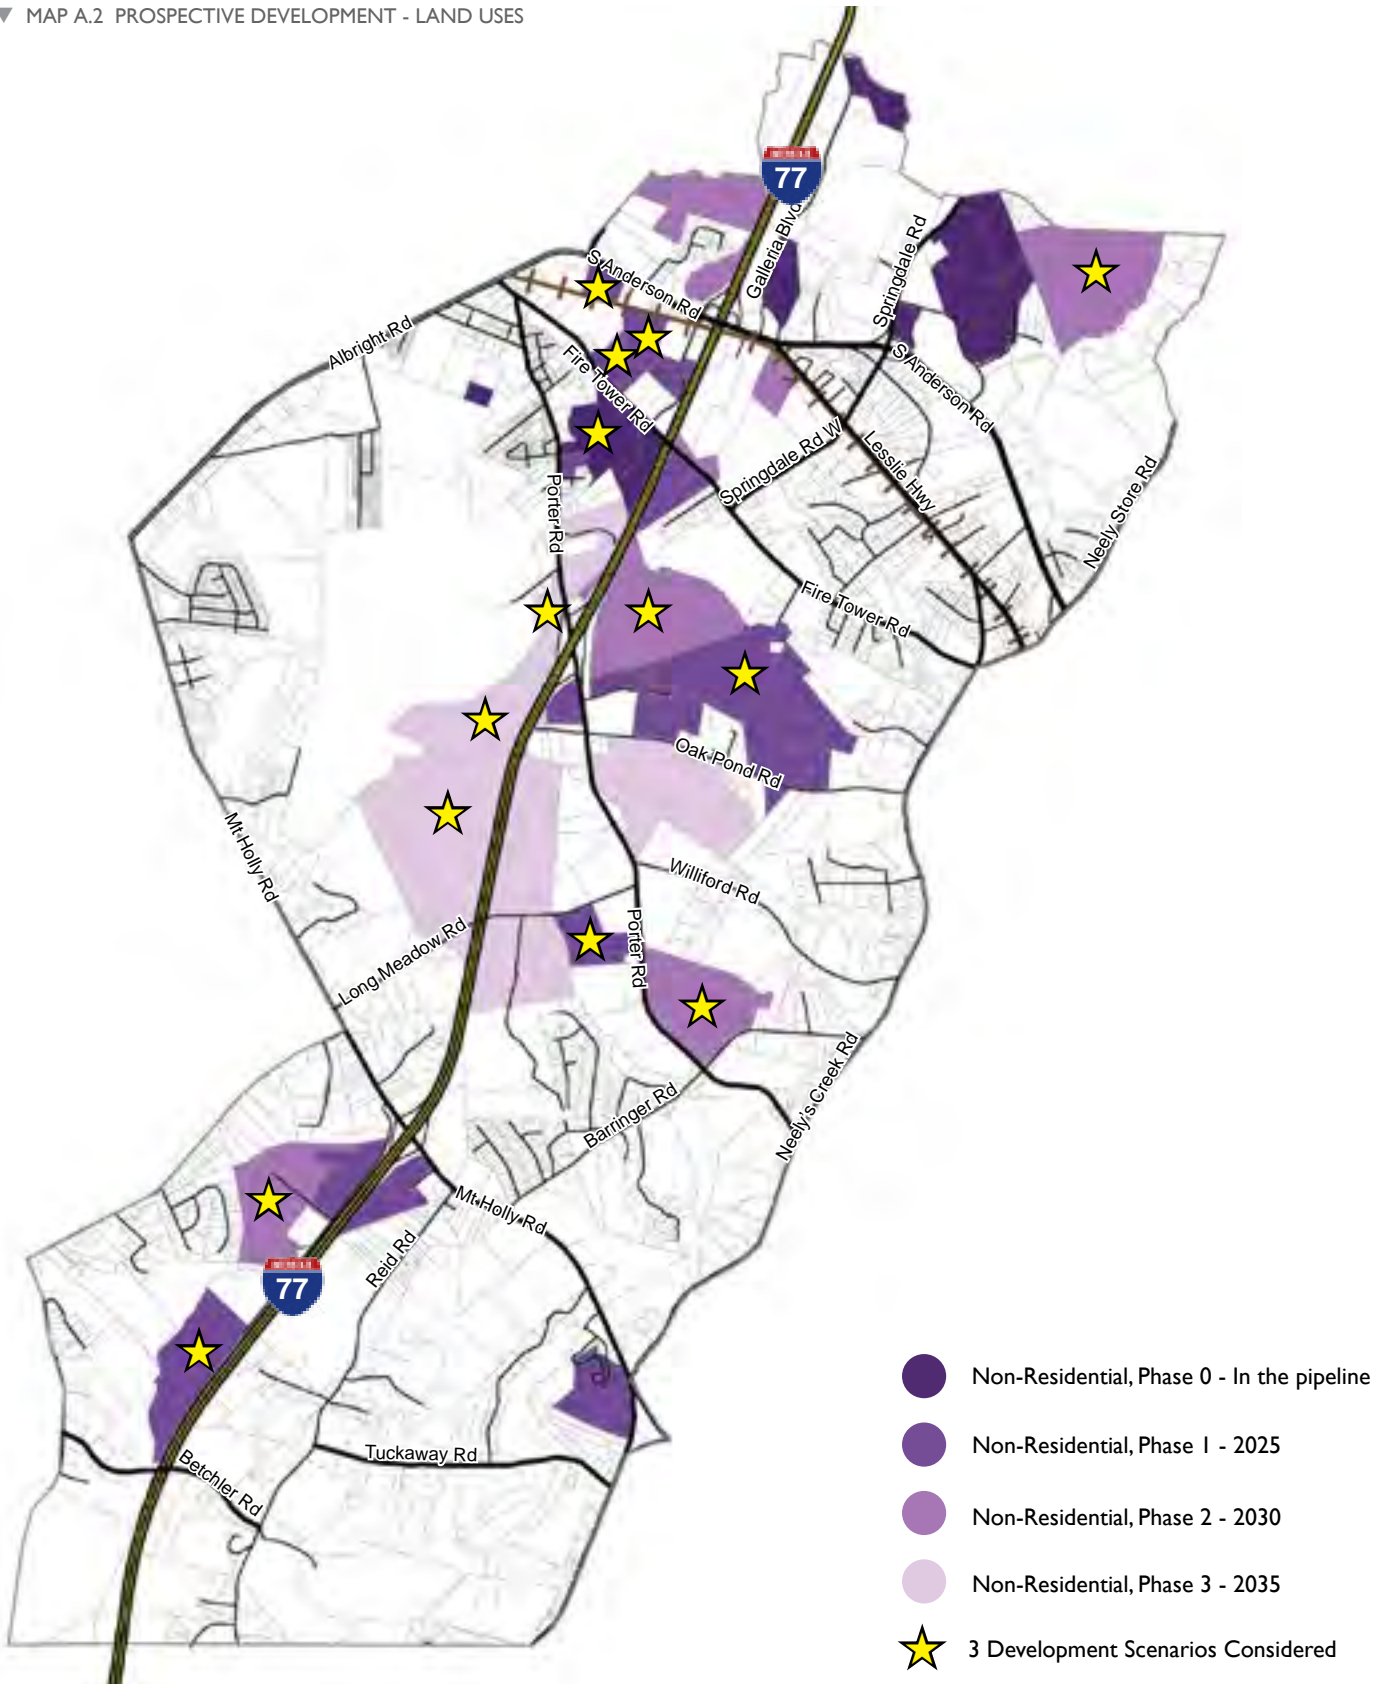 ▼ MAP A.2 PROSPECTIVE DEVELOPMENT - LAND USES
77
Galleria Blvd
Springdale Rd
S Anderson Rd
Albright Rd
Fire Tower Rd
S Anderson Rd
Springdale Rd W
Lesslie Hwy
Porter Rd
Neely Store Rd
Fire Tower Rd
Oak Pond Rd
Mt Holly Rd
Williford Rd
Long Meadow Rd
Porter Rd
Neely's Creek Rd
Barringer Rd
Mt Holly Rd
Reid Rd
77
Tuckaway Rd
Betchler Rd
Non-Residential, Phase 0 - In the pipeline
Non-Residential, Phase 1 - 2025
Non-Residential, Phase 2 - 2030
Non-Residential, Phase 3 - 2035
3 Development Scenarios Considered